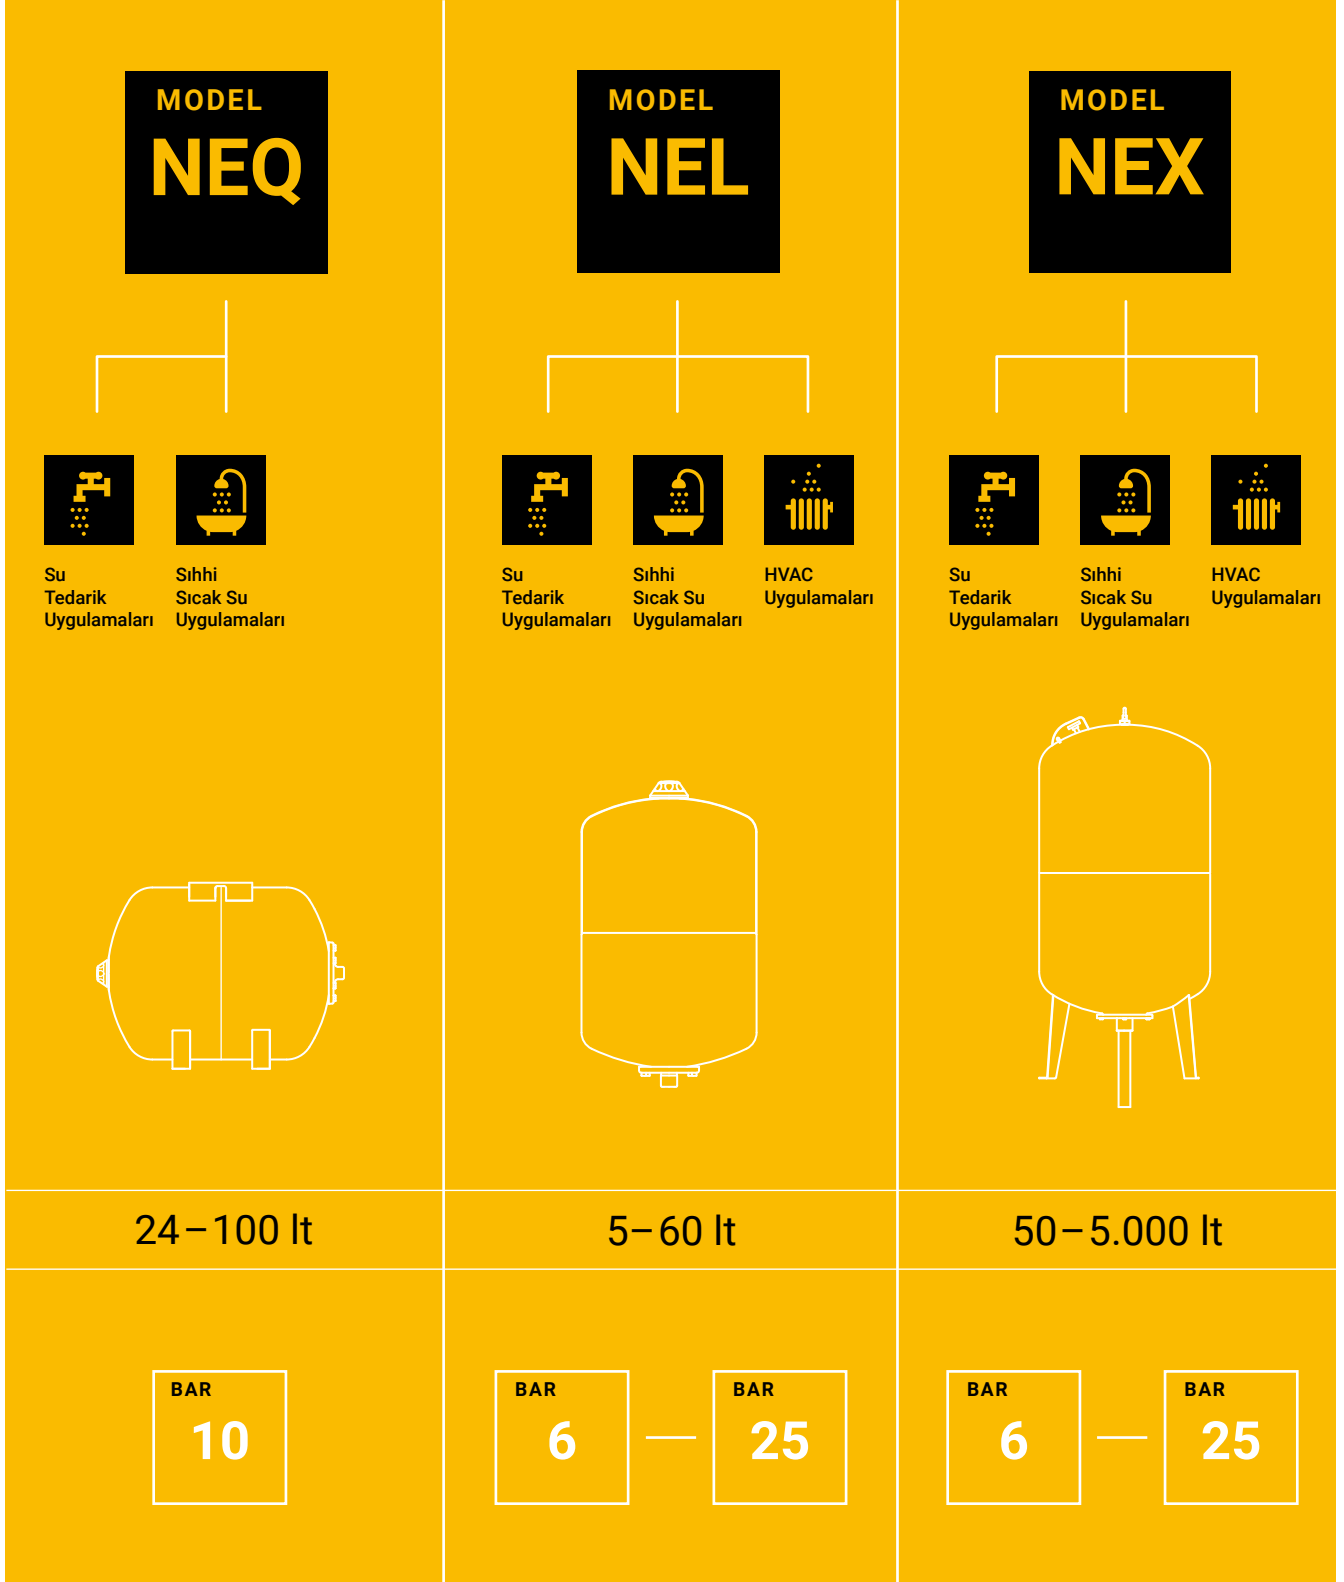 MODEL
NEQ
Su
Tedarik
Uygulamaları
Sıhhi
Sıcak Su
Uygulamaları
24–100 lt
BAR
10
MODEL
NEL
Su
Tedarik
Uygulamaları
Sıhhi
Sıcak Su
Uygulamaları
HVAC
Uygulamaları
5–60 lt
BAR
6
—
BAR
25
MODEL
NEX
Su
Tedarik
Uygulamaları
Sıhhi
Sıcak Su
Uygulamaları
HVAC
Uygulamaları
50–5.000 lt
BAR
6
—
BAR
25